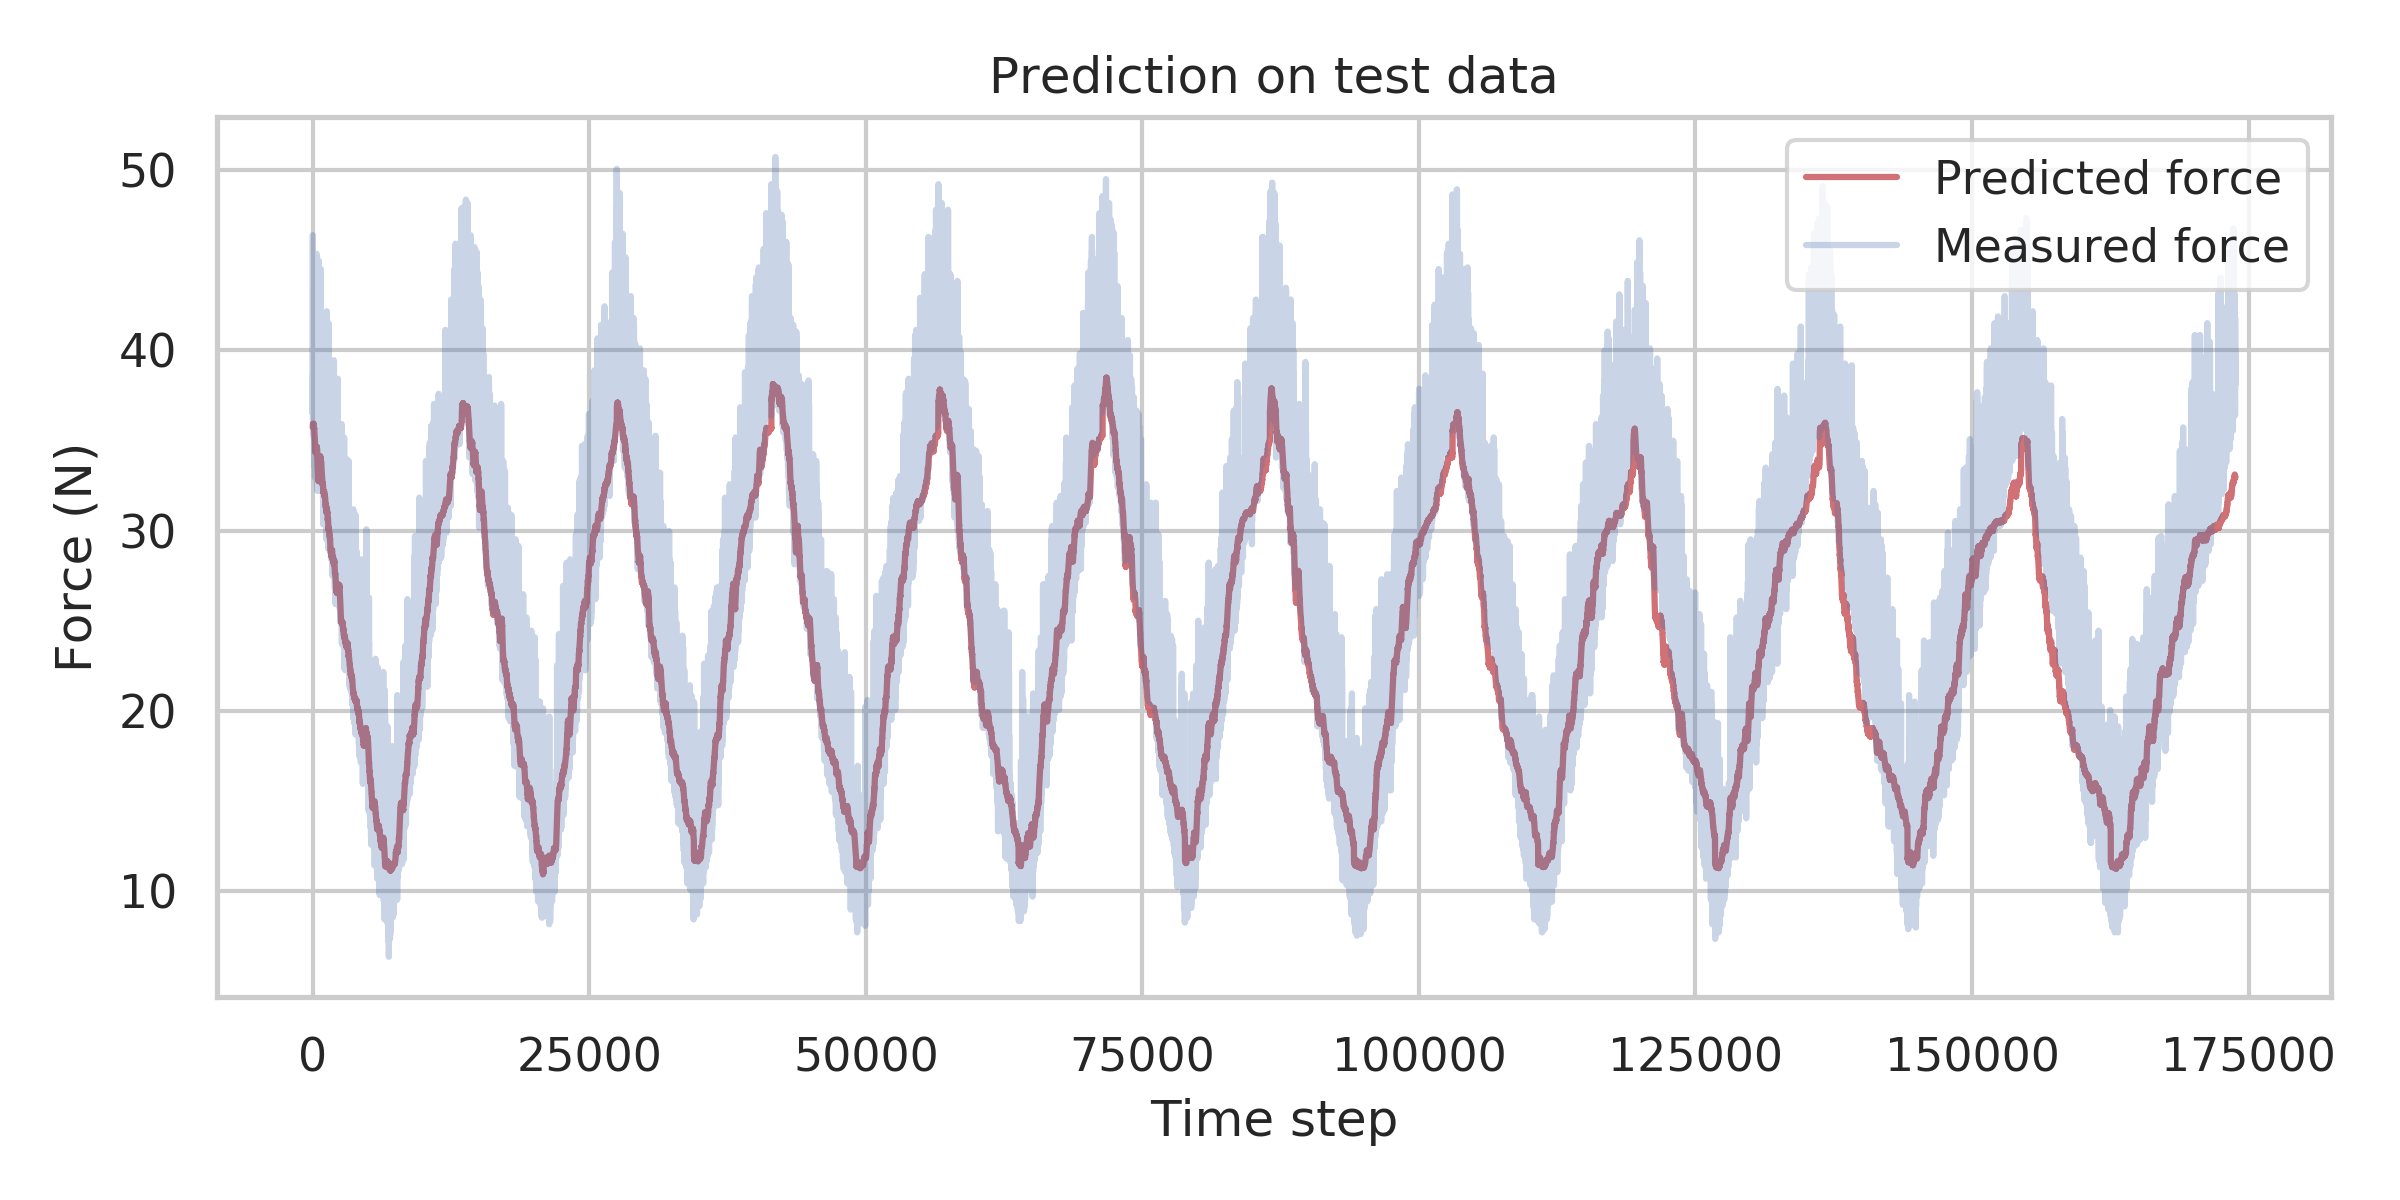 Prediction on test data
Predicted force
Measured force
Force (N)
50
40
30
20
10
0 25000 50000 75000 100000 125000 150000 175000
Time step